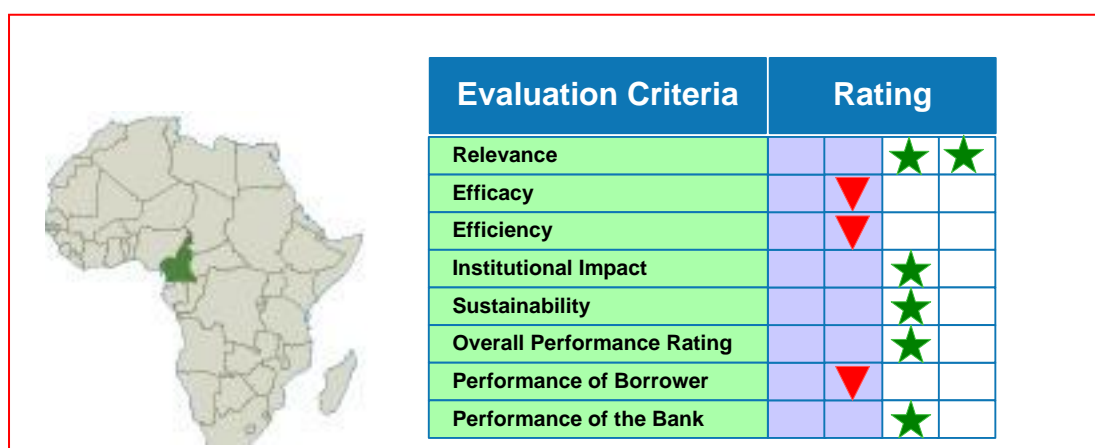 Evaluation Criteria Rating
Relevance
Efficacy
Efficiency
Institutional Impact
Sustainability
Overall Performance Rating
Performance of Borrower
Performance of the Bank